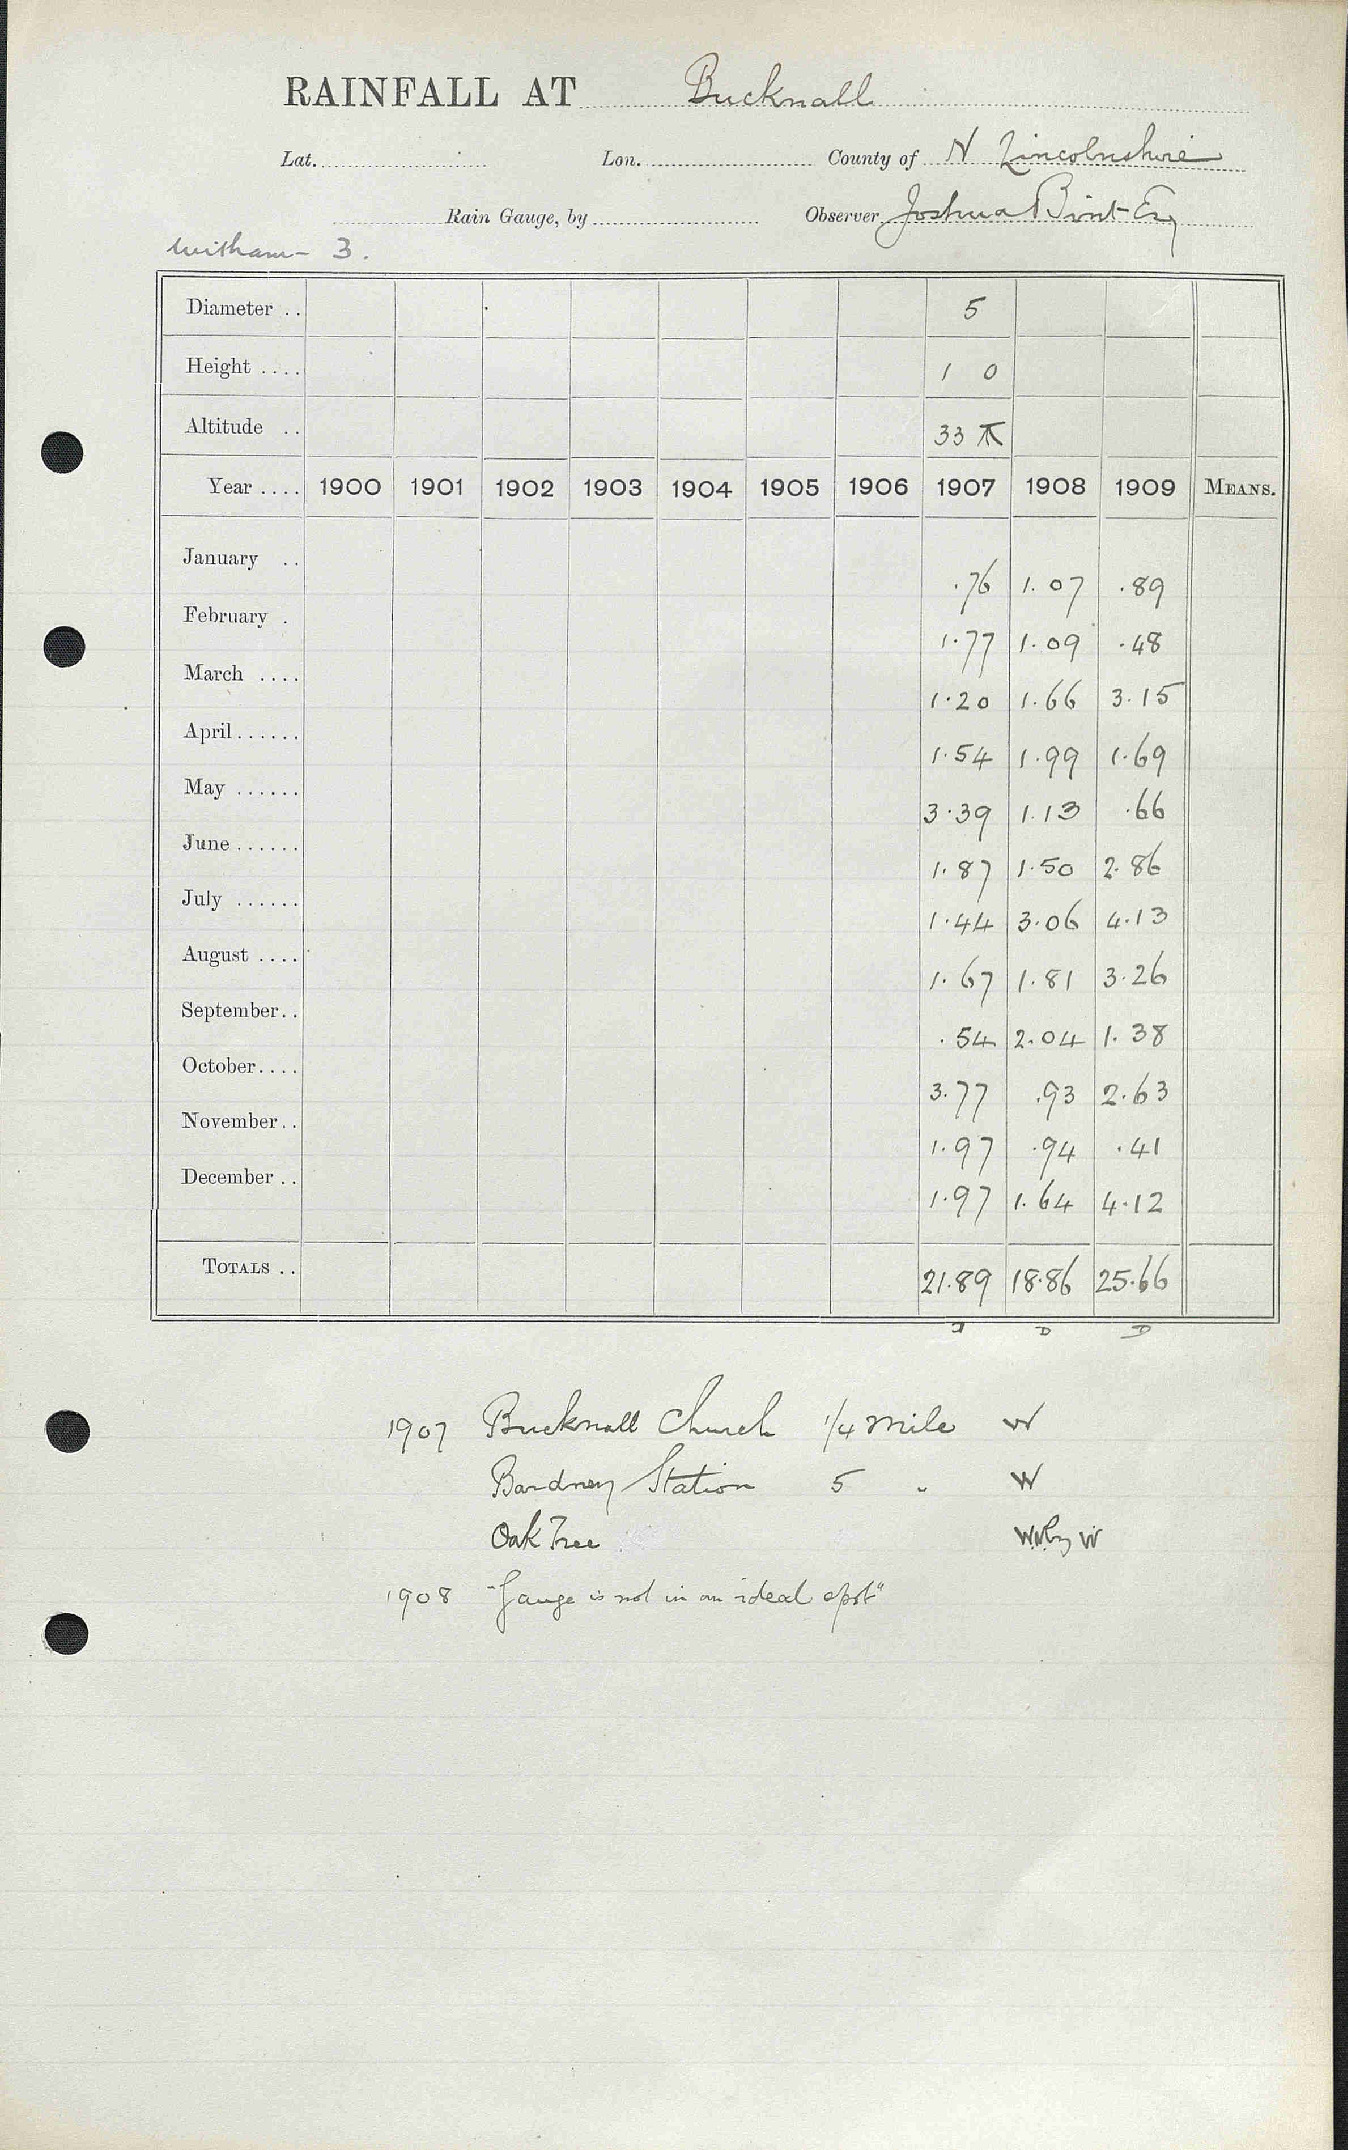 RAINFALL AT Bucknall
Lat. Lon. County of N Lincolnshire
Rain Gauge, by Observer Joshua Bint Esq
Witham 3.
Diameter .. 5
Height .... 1 0
Altitude .. 33
Year .... 1900 1901 1902 1903 1904 1905 1906 1907 1908 1909 MEANS.
January .. .76 1.07 .89
February . 1.77 1.09 .48
March .... 1.20 1.66 3.15
April...... 1.54 1.99 1.69
May ...... 3.39 1.13 .66
June...... 1.87 1.50 2.86
July ...... 1.44 3.06 4.13
August .... 1.67 1.81 3.26
September.. .54 2.04 1.38
October.... 3.77 .93 2.63
November.. 1.97 .94 .41
December .. 1.97 1.64 4.12
TOTALS .. 21.89 18.86 25.66
D D
1907 Bucknall Church 1/4 mile W
Bardney Station 5 " W
Oak Tree W.N by W
1908 "Gauge is not in an ideal spot"